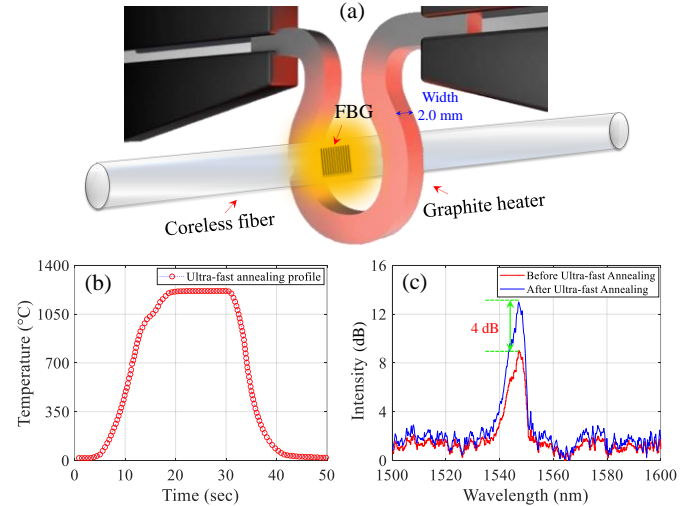 (a)
Width
2.0 mm
FBG
Coreless fiber
Graphite heater
(b)
Ultra-fast annealing profile
Temperature (°C)
1400
1050
700
350
0
0 10 20 30 40 50
Time (sec)
(c)
Before Ultra-fast Annealing
After Ultra-fast Annealing
4 dB
Intensity (dB)
16
12
8
4
0
1500 1520 1540 1560 1580 1600
Wavelength (nm)